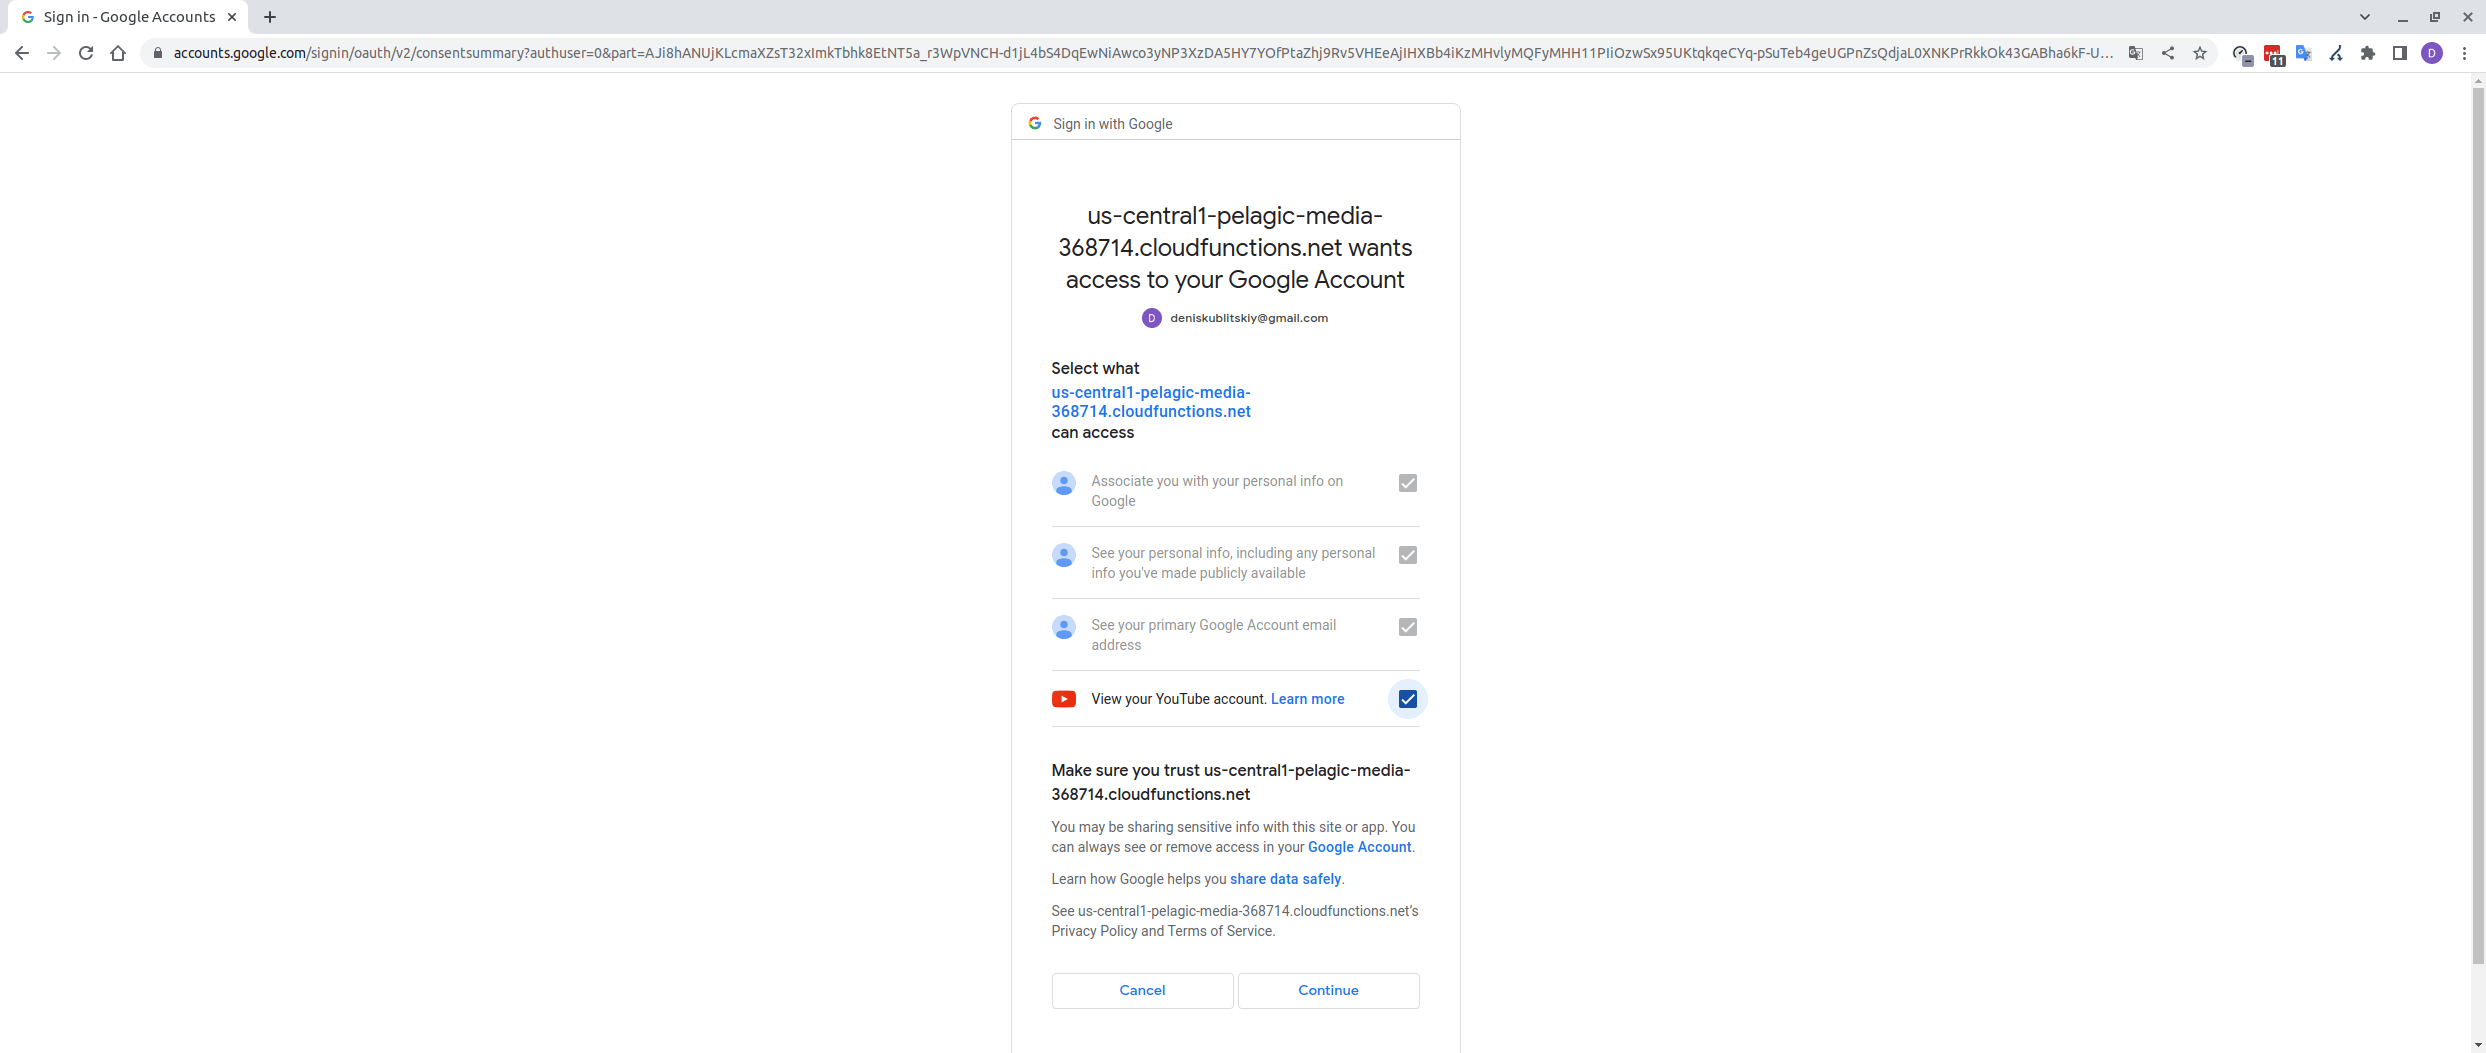 Sign in - Google Accounts
accounts.google.com/signin/oauth/v2/consentsummary?authuser=0&part=AJi8hANUjKLcmaXZsT32xImkTbhk8EtNT5a_r3WpVNCH-d1jL4bS4DqEwNiAwco3yNP3XzDA5HY7YOfPtaZhj9Rv5VHEeAjIHXBb4iKzMHvlyMQFyMHH11PIiOzwSx95UKtqkqeCYq-pSuTeb4geUGPnZsQdjaL0XNKPrRkkOk43GABha6kF-U...
11
D
Sign in with Google
us-central1-pelagic-media-
368714.cloudfunctions.net wants
access to your Google Account
D deniskublitskiy@gmail.com
Select what
us-central1-pelagic-media-
368714.cloudfunctions.net
can access
Associate you with your personal info on
Google
See your personal info, including any personal
info you've made publicly available
See your primary Google Account email
address
View your YouTube account. Learn more
Make sure you trust us-central1-pelagic-media-
368714.cloudfunctions.net
You may be sharing sensitive info with this site or app. You
can always see or remove access in your Google Account.
Learn how Google helps you share data safely.
See us-central1-pelagic-media-368714.cloudfunctions.net's
Privacy Policy and Terms of Service.
Cancel
Continue